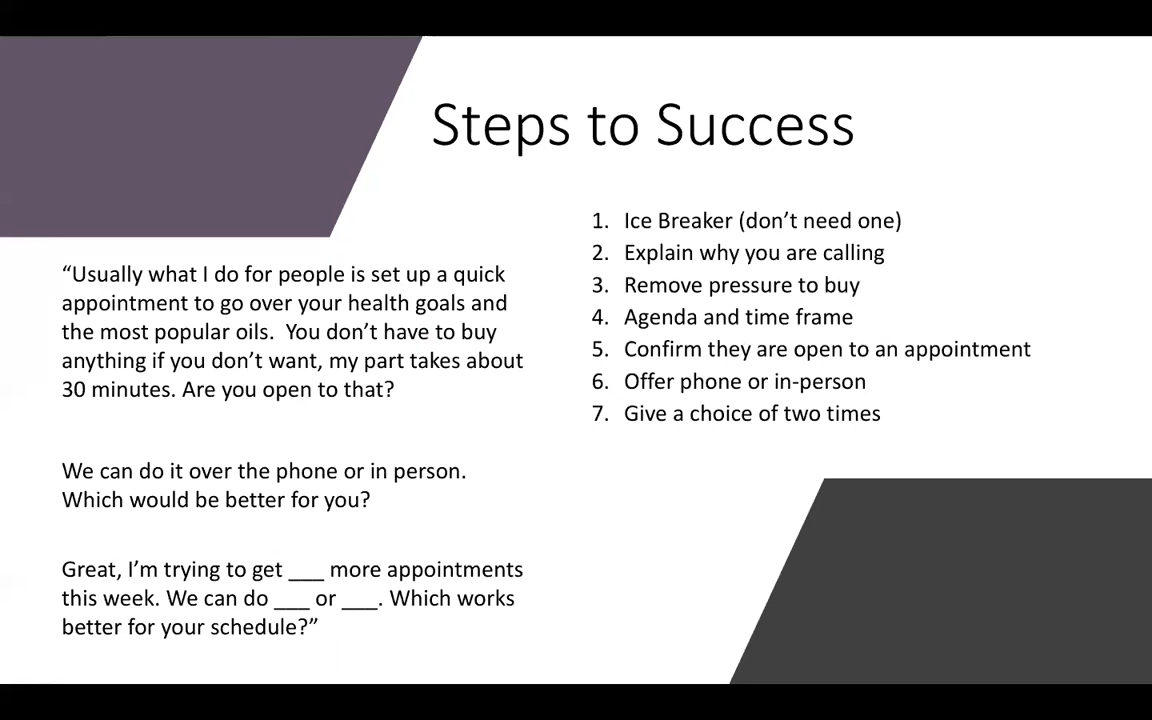 Steps to Success
“Usually what I do for people is set up a quick
appointment to go over your health goals and
the most popular oils.  You don’t have to buy
anything if you don’t want, my part takes about
30 minutes. Are you open to that?
We can do it over the phone or in person.
Which would be better for you?
Great, I’m trying to get ___ more appointments
this week. We can do ___ or ___. Which works
better for your schedule?”
1. Ice Breaker (don’t need one)
2. Explain why you are calling
3. Remove pressure to buy
4. Agenda and time frame
5. Confirm they are open to an appointment
6. Offer phone or in-person
7. Give a choice of two times